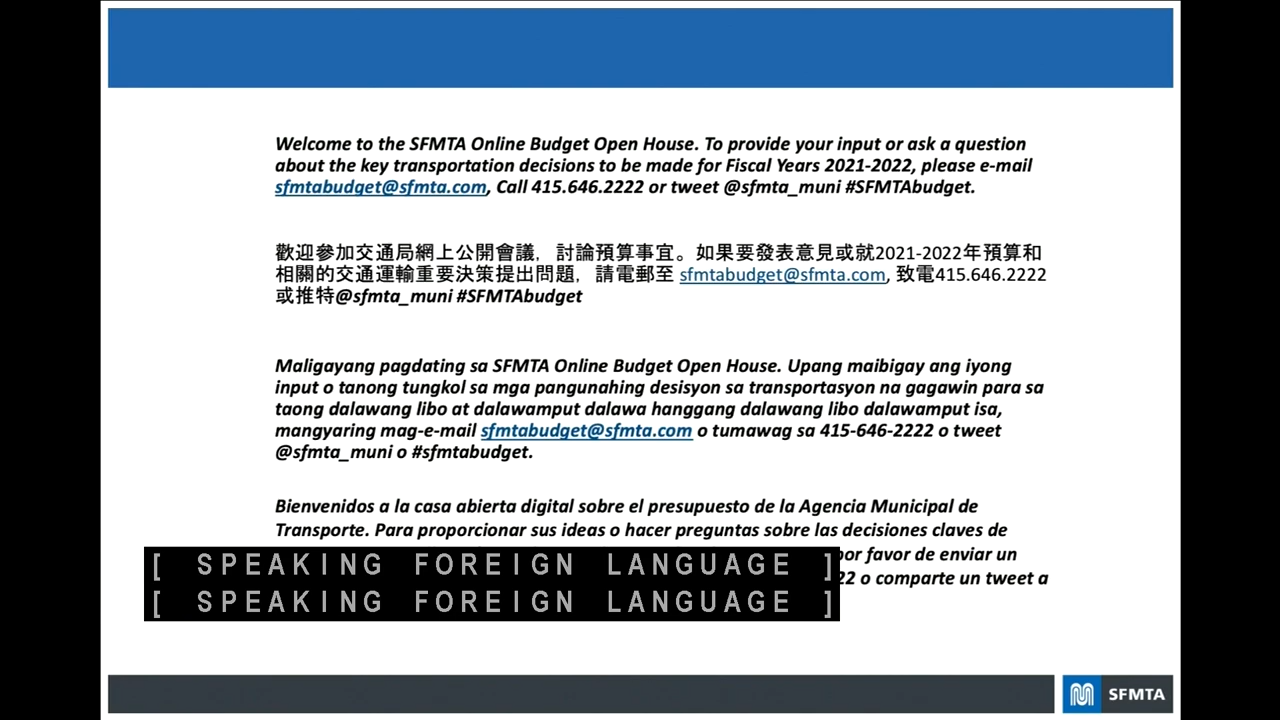 Welcome to the SFMTA Online Budget Open House. To provide your input or ask a question
about the key transportation decisions to be made for Fiscal Years 2021-2022, please e-mail
sfmtabudget@sfmta.com, Call 415.646.2222 or tweet @sfmta_muni #SFMTAbudget.
歡迎參加交通局網上公開會議，討論預算事宜。如果要發表意見或就2021-2022年預算和
相關的交通運輸重要決策提出問題，請電郵至 sfmtabudget@sfmta.com, 致電415.646.2222
或推特@sfmta_muni #SFMTAbudget
Maligayang pagdating sa SFMTA Online Budget Open House. Upang maibigay ang iyong
input o tanong tungkol sa mga pangunahing desisyon sa transportasyon na gagawin para sa
taong dalawang libo at dalawamput dalawa hanggang dalawang libo dalawamput isa,
mangyaring mag-e-mail sfmtabudget@sfmta.com o tumawag sa 415-646-2222 o tweet
@sfmta_muni o #sfmtabudget.
Bienvenidos a la casa abierta digital sobre el presupuesto de la Agencia Municipal de
Transporte. Para proporcionar sus ideas o hacer preguntas sobre las decisiones claves de
por favor de enviar un
22 o comparte un tweet a
[ SPEAKING FOREIGN LANGUAGE ]
[ SPEAKING FOREIGN LANGUAGE ]
SFMTA